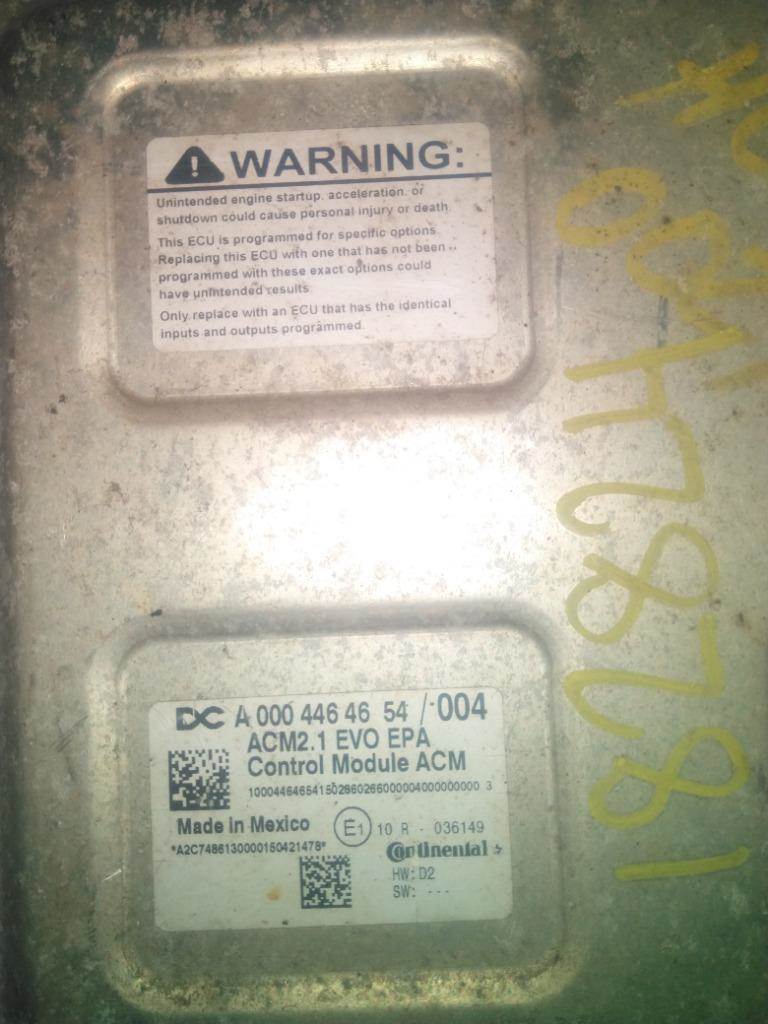 WARNING:
Unintended engine startup, acceleration, or
shutdown could cause personal injury or death
This ECU is programmed for specific options
Replacing this ECU with one that has not been
programmed with these exact options could
have unintended results
Only replace with an ECU that has the identical
inputs and outputs programmed
DC A 000 446 46 54 / 004
ACM2.1 EVO EPA
Control Module ACM
10004464654150286026600004000000000 3
Made in Mexico E1 10 R - 036149
*A2C7486130000150421478* Continental
HW: D2
SW: ---